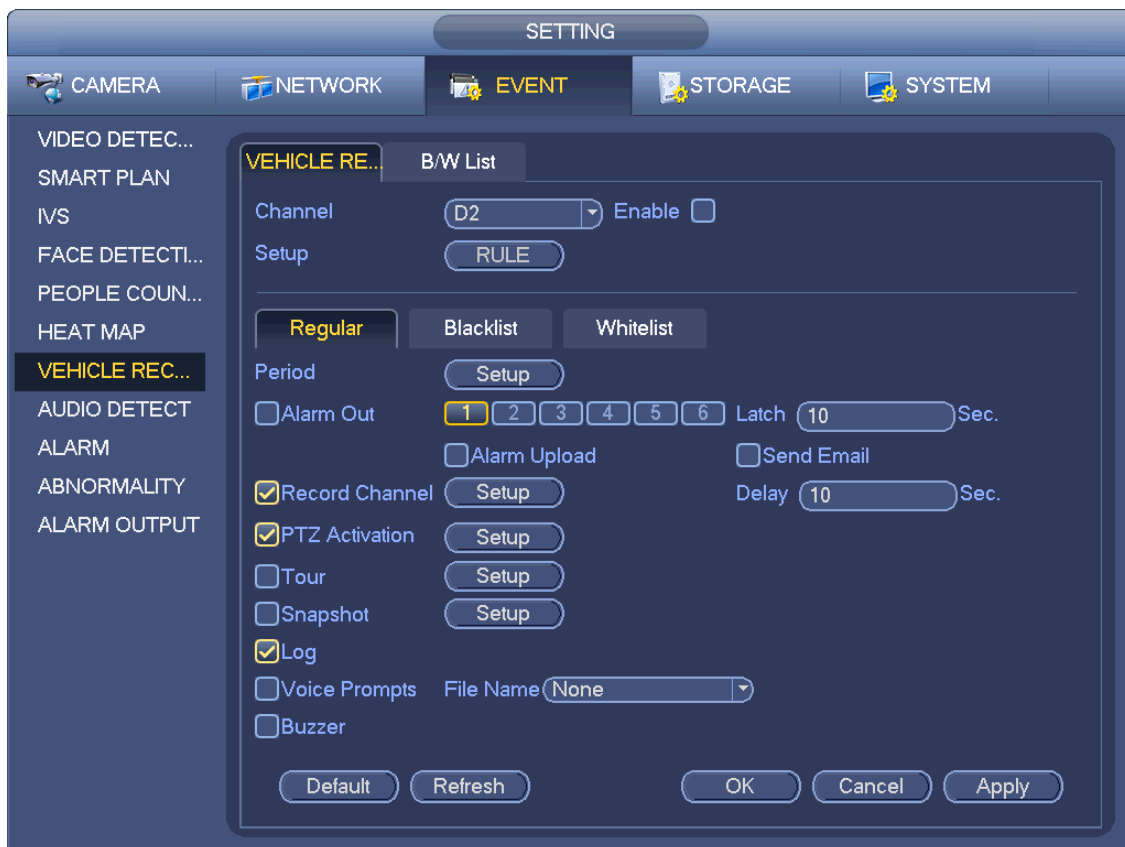 SETTING
CAMERA NETWORK EVENT STORAGE SYSTEM
VIDEO DETEC...
SMART PLAN
IVS
FACE DETECTI...
PEOPLE COUN...
HEAT MAP
VEHICLE REC...
AUDIO DETECT
ALARM
ABNORMALITY
ALARM OUTPUT
VEHICLE RE... B/W List
Channel D2 Enable
Setup RULE
Regular Blacklist Whitelist
Period Setup
Alarm Out 1 2 3 4 5 6 Latch 10 Sec.
Alarm Upload Send Email
Record Channel Setup Delay 10 Sec.
PTZ Activation Setup
Tour Setup
Snapshot Setup
Log
Voice Prompts File Name None
Buzzer
Default Refresh OK Cancel Apply